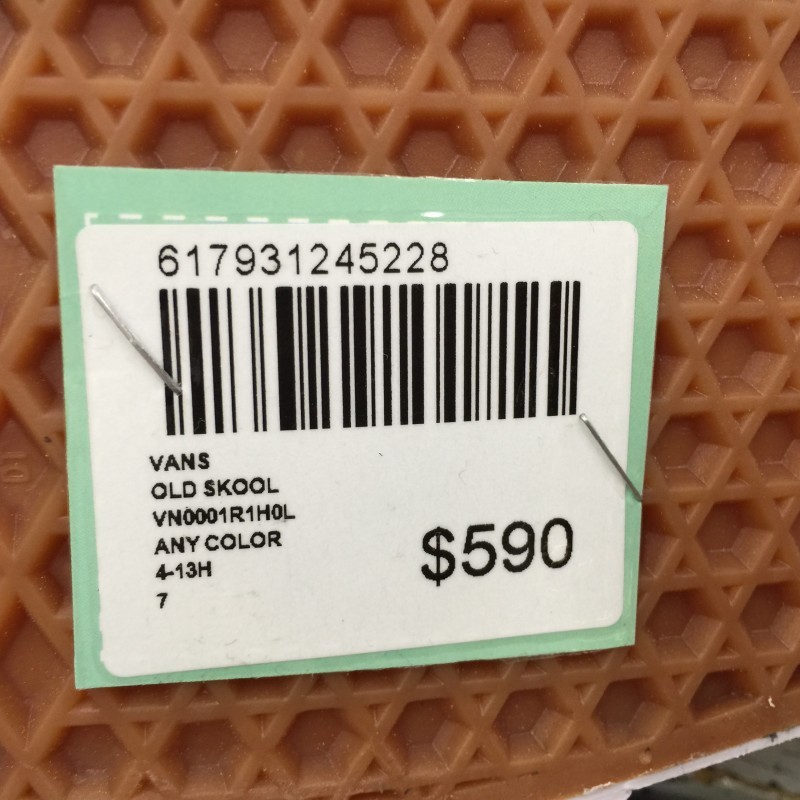 617931245228
VANS
OLD SKOOL
VN0001R1H0L
ANY COLOR
4-13H
$590
7